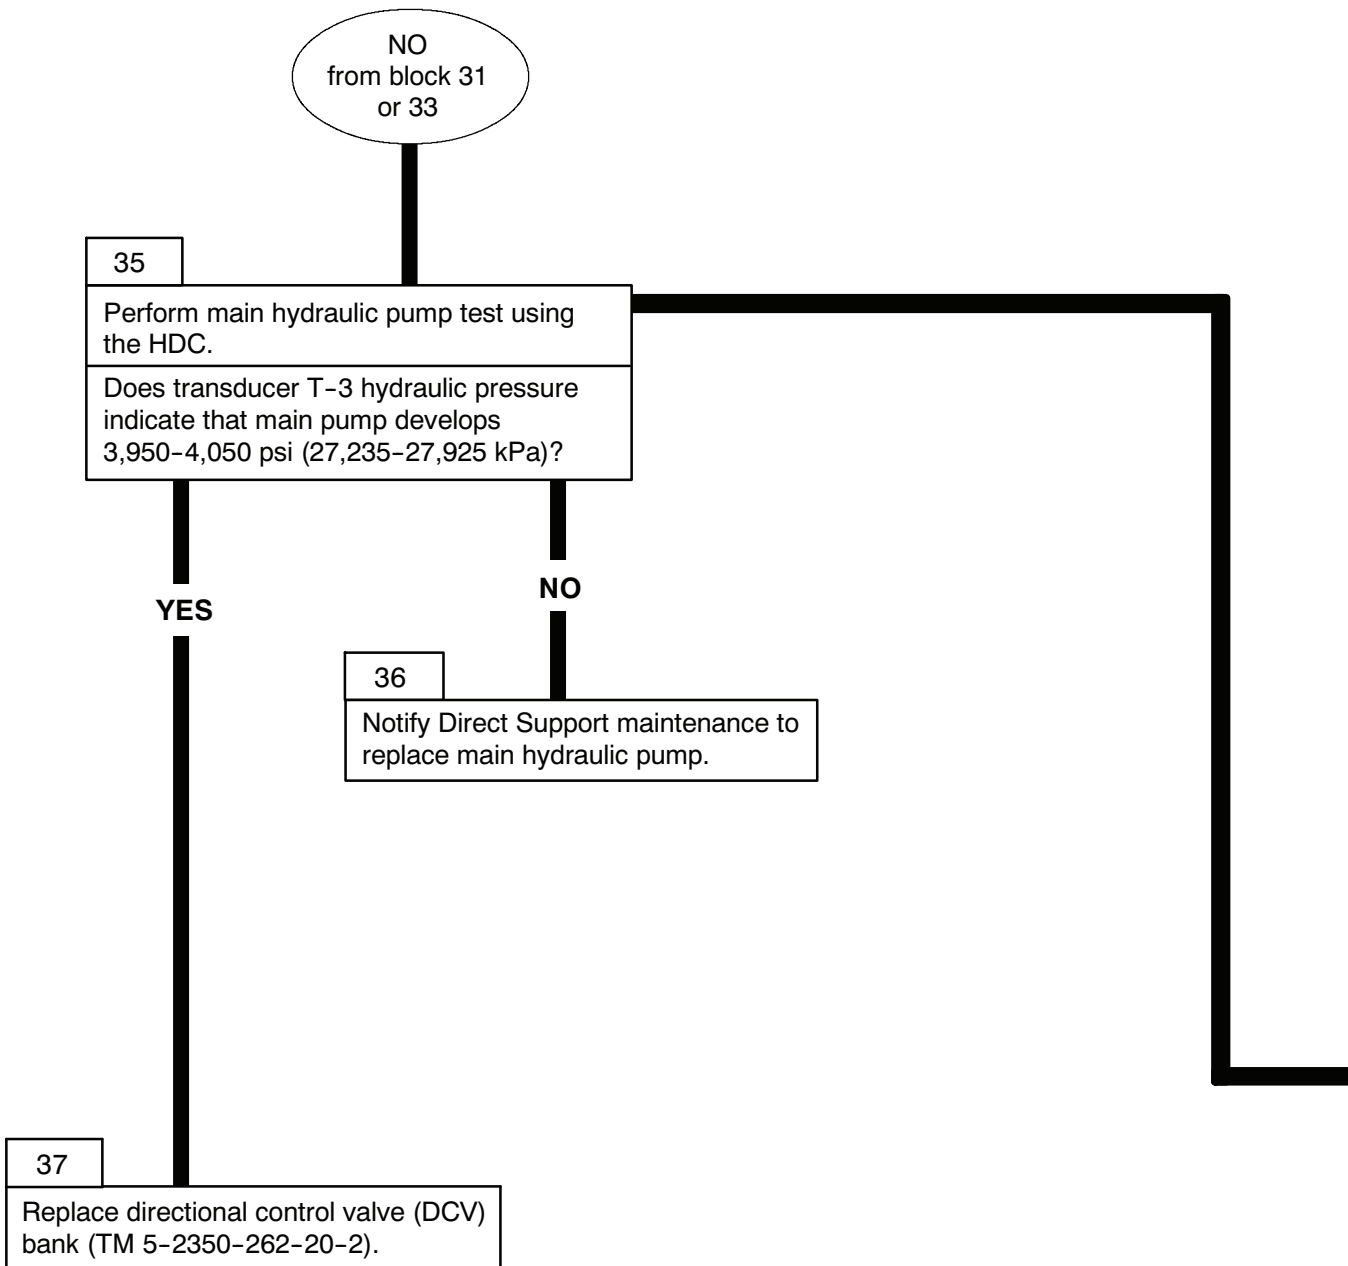 NO
from block 31
or 33
35
Perform main hydraulic pump test using
the HDC.
Does transducer T-3 hydraulic pressure
indicate that main pump develops
3,950-4,050 psi (27,235-27,925 kPa)?
YES
NO
36
Notify Direct Support maintenance to
replace main hydraulic pump.
37
Replace directional control valve (DCV)
bank (TM 5-2350-262-20-2).